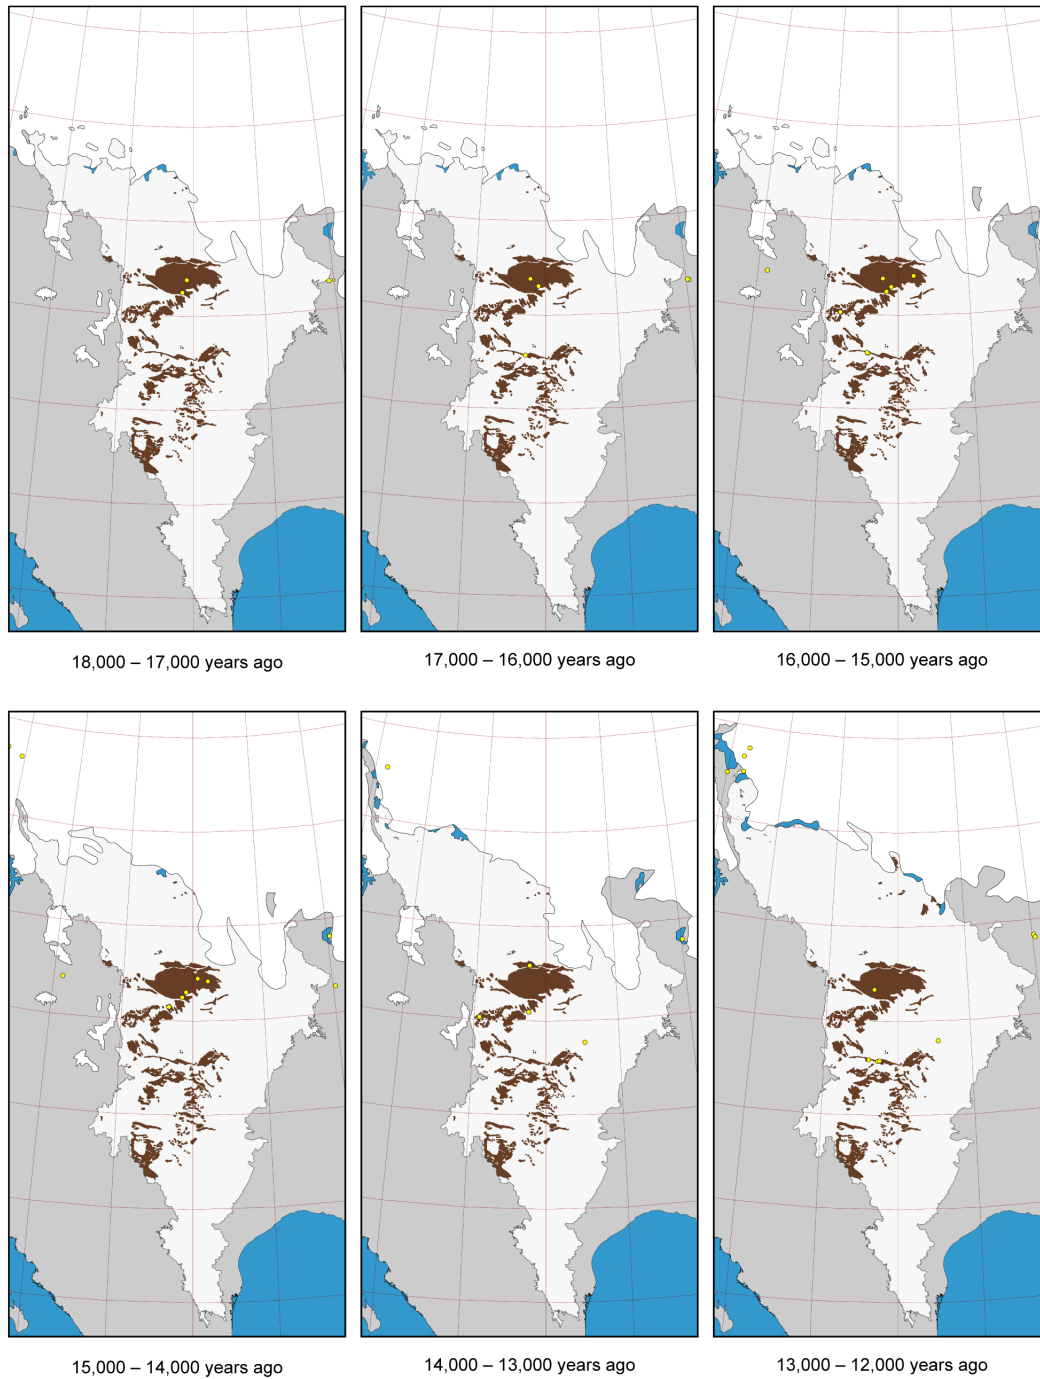 18,000 – 17,000 years ago
17,000 – 16,000 years ago
16,000 – 15,000 years ago
15,000 – 14,000 years ago
14,000 – 13,000 years ago
13,000 – 12,000 years ago